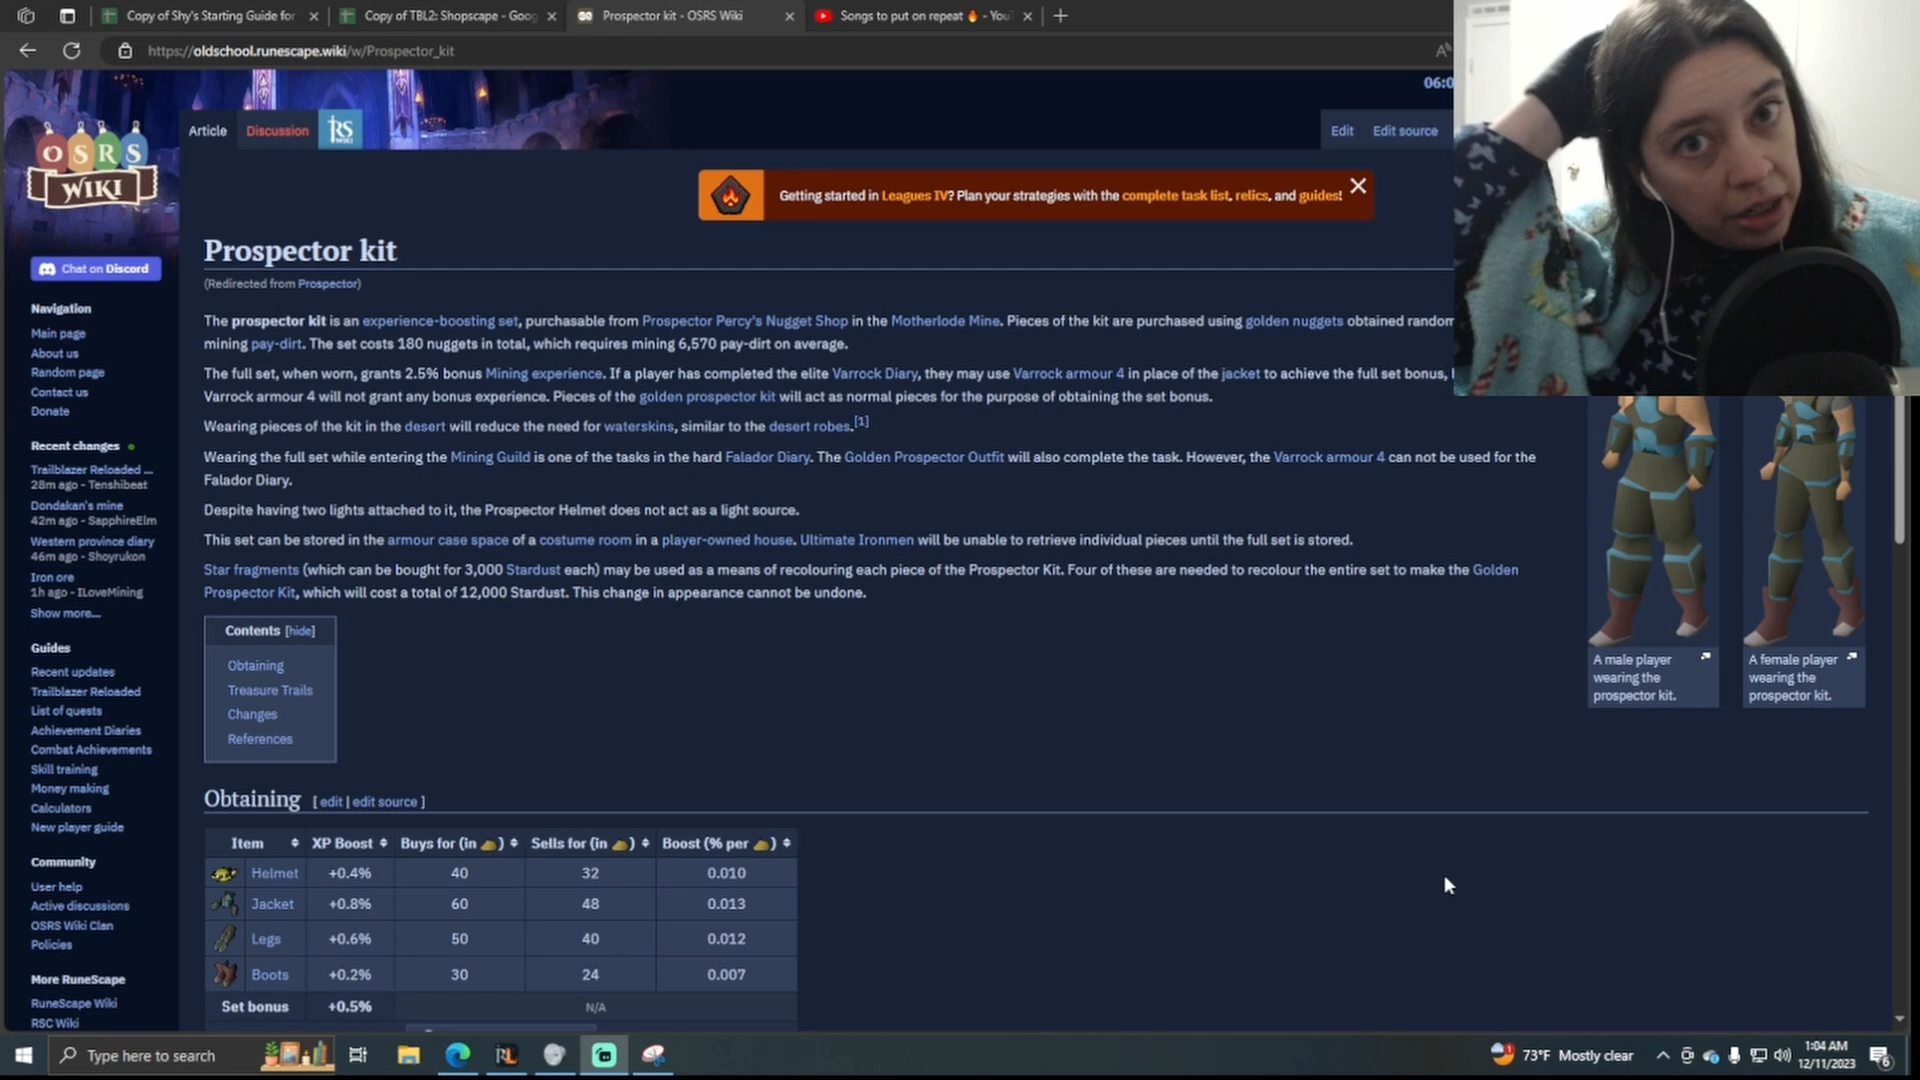 Copy of Shy's Starting Guide for
Copy of TBL2: Shopscape - Goog
Prospector kit - OSRS Wiki
Songs to put on repeat 🔥 - YouT
https://oldschool.runescape.wiki/w/Prospector_kit
06:0
Article
Discussion
RS WIKI
Edit
Edit source
OSRS
WIKI
Getting started in Leagues IV? Plan your strategies with the complete task list, relics, and guides!
Chat on Discord
Navigation
Main page
About us
Random page
Contact us
Donate
Recent changes
Trailblazer Reloaded ...
28m ago - Tenshibeat
Dondakan's mine
42m ago - SapphireElm
Western province diary
46m ago - Shoyrukon
Iron ore
1h ago - ILoveMining
Show more...
Guides
Recent updates
Trailblazer Reloaded
List of quests
Achievement Diaries
Combat Achievements
Skill training
Money making
Calculators
New player guide
Community
User help
Active discussions
OSRS Wiki Clan
Policies
More RuneScape
RuneScape Wiki
RSC Wiki
Prospector kit
(Redirected from Prospector)
The prospector kit is an experience-boosting set, purchasable from Prospector Percy's Nugget Shop in the Motherlode Mine. Pieces of the kit are purchased using golden nuggets obtained random
mining pay-dirt. The set costs 180 nuggets in total, which requires mining 6,570 pay-dirt on average.
The full set, when worn, grants 2.5% bonus Mining experience. If a player has completed the elite Varrock Diary, they may use Varrock armour 4 in place of the jacket to achieve the full set bonus,
Varrock armour 4 will not grant any bonus experience. Pieces of the golden prospector kit will act as normal pieces for the purpose of obtaining the set bonus.
Wearing pieces of the kit in the desert will reduce the need for waterskins, similar to the desert robes.[1]
Wearing the full set while entering the Mining Guild is one of the tasks in the hard Falador Diary. The Golden Prospector Outfit will also complete the task. However, the Varrock armour 4 can not be used for the
Falador Diary.
Despite having two lights attached to it, the Prospector Helmet does not act as a light source.
This set can be stored in the armour case space of a costume room in a player-owned house. Ultimate Ironmen will be unable to retrieve individual pieces until the full set is stored.
Star fragments (which can be bought for 3,000 Stardust each) may be used as a means of recolouring each piece of the Prospector Kit. Four of these are needed to recolour the entire set to make the Golden
Prospector Kit, which will cost a total of 12,000 Stardust. This change in appearance cannot be undone.
Contents [hide]
Obtaining
Treasure Trails
Changes
References
A male player
wearing the
prospector kit.
A female player
wearing the
prospector kit.
Obtaining [ edit | edit source ]
Item XP Boost Buys for (in ) Sells for (in ) Boost (% per )
Helmet +0.4% 40 32 0.010
Jacket +0.8% 60 48 0.013
Legs +0.6% 50 40 0.012
Boots +0.2% 30 24 0.007
Set bonus +0.5% N/A
Type here to search
73°F Mostly clear
1:04 AM
12/11/2023